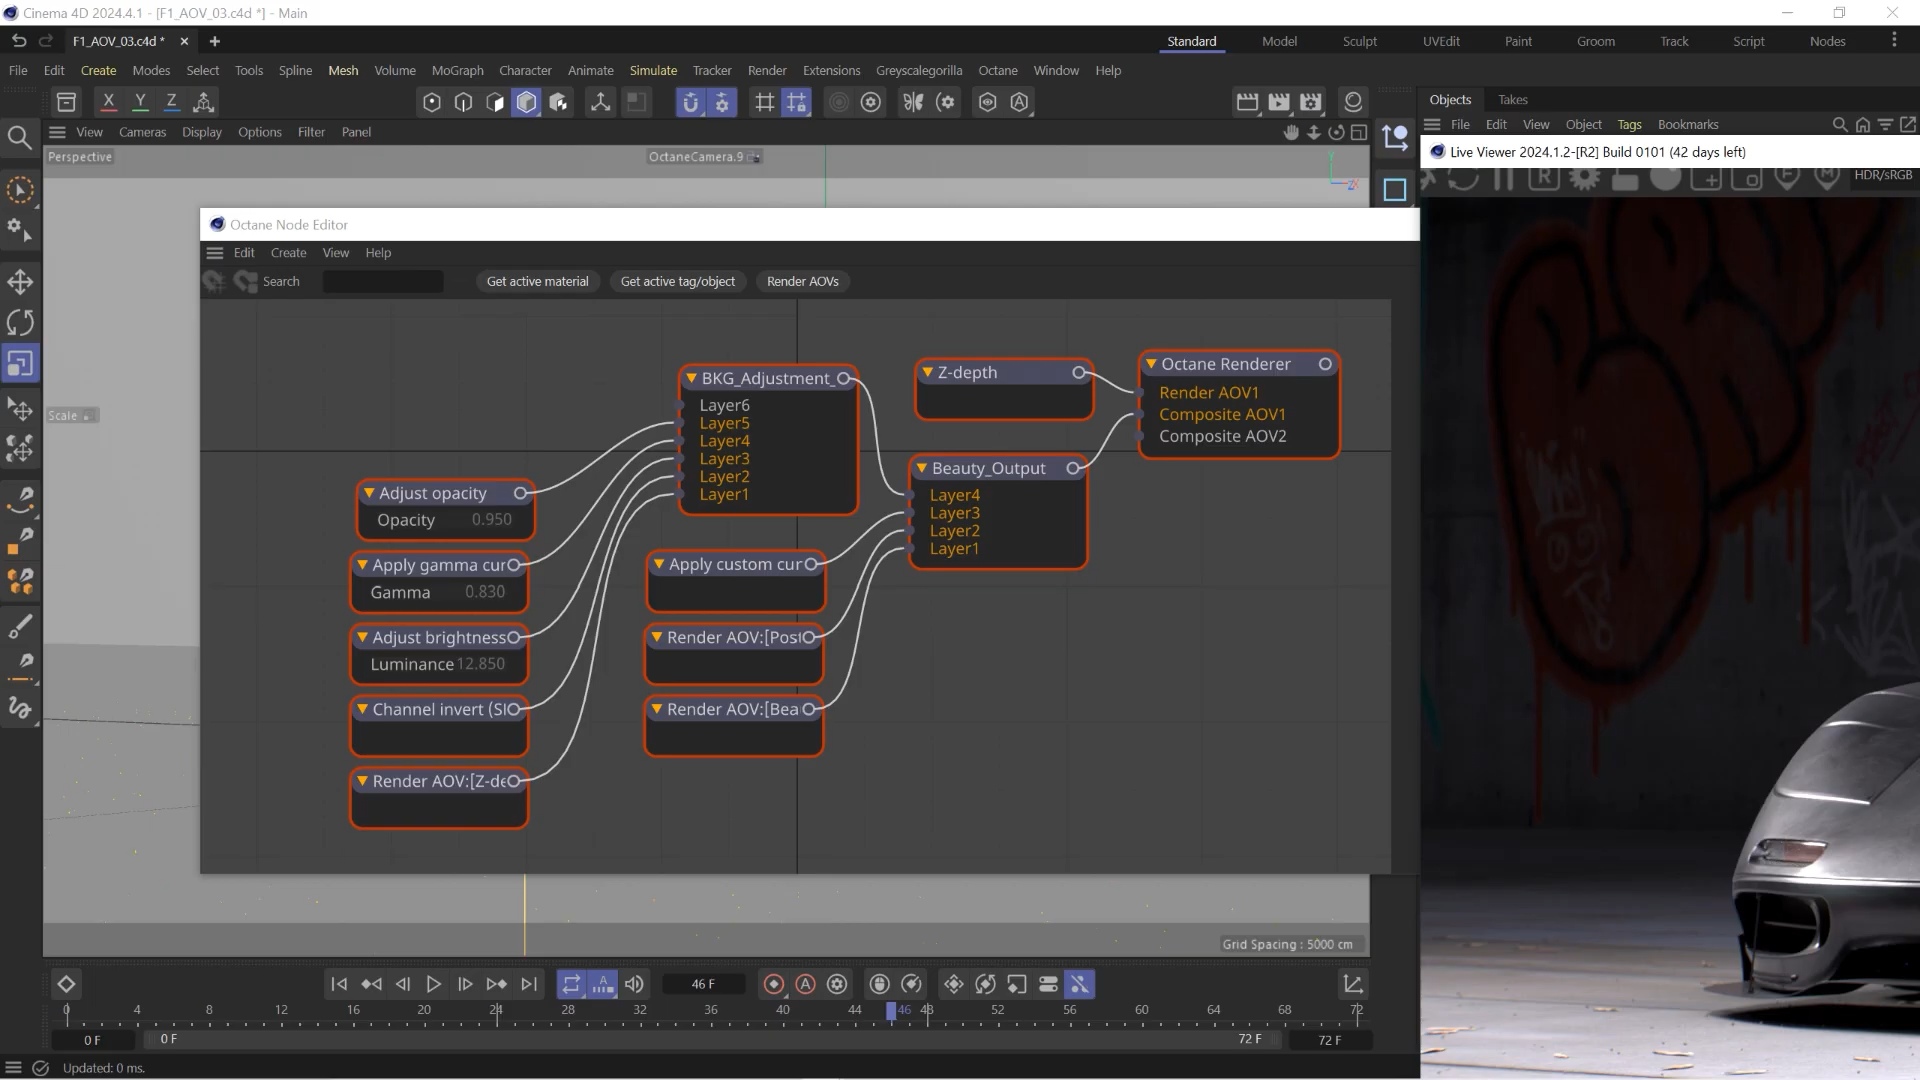 Cinema 4D 2024.4.1 - [F1_AOV_03.c4d *] - Main
F1_AOV_03.c4d *
Standard Model Sculpt UVEdit Paint Groom Track Script Nodes
File Edit Create Modes Select Tools Spline Mesh Volume MoGraph Character Animate Simulate Tracker Render Extensions Greyscalegorilla Octane Window Help
X Y Z
Objects Takes
View Cameras Display Options Filter Panel
File Edit View Object Tags Bookmarks
Perspective
OctaneCamera.9
Live Viewer 2024.1.2-[R2] Build 0101 (42 days left)
HDR/sRGB
Octane Node Editor
Edit Create View Help
Search
Get active material
Get active tag/object
Render AOVs
BKG_Adjustment_
Layer6
Layer5
Layer4
Layer3
Layer2
Layer1
Z-depth
Octane Renderer
Render AOV1
Composite AOV1
Composite AOV2
Scale
Beauty_Output
Layer4
Layer3
Layer2
Layer1
Adjust opacity
Opacity 0.950
Apply gamma cur
Gamma 0.830
Adjust brightness
Luminance 12.850
Channel invert (SI
Render AOV:[Z-de
Apply custom cur
Render AOV:[Post
Render AOV:[Bea
Grid Spacing : 5000 cm
46 F
0 4 8 12 16 20 24 28 32 36 40 44 46 48 52 56 60 64 68 72
0 F
0 F
72 F
72 F
Updated: 0 ms.